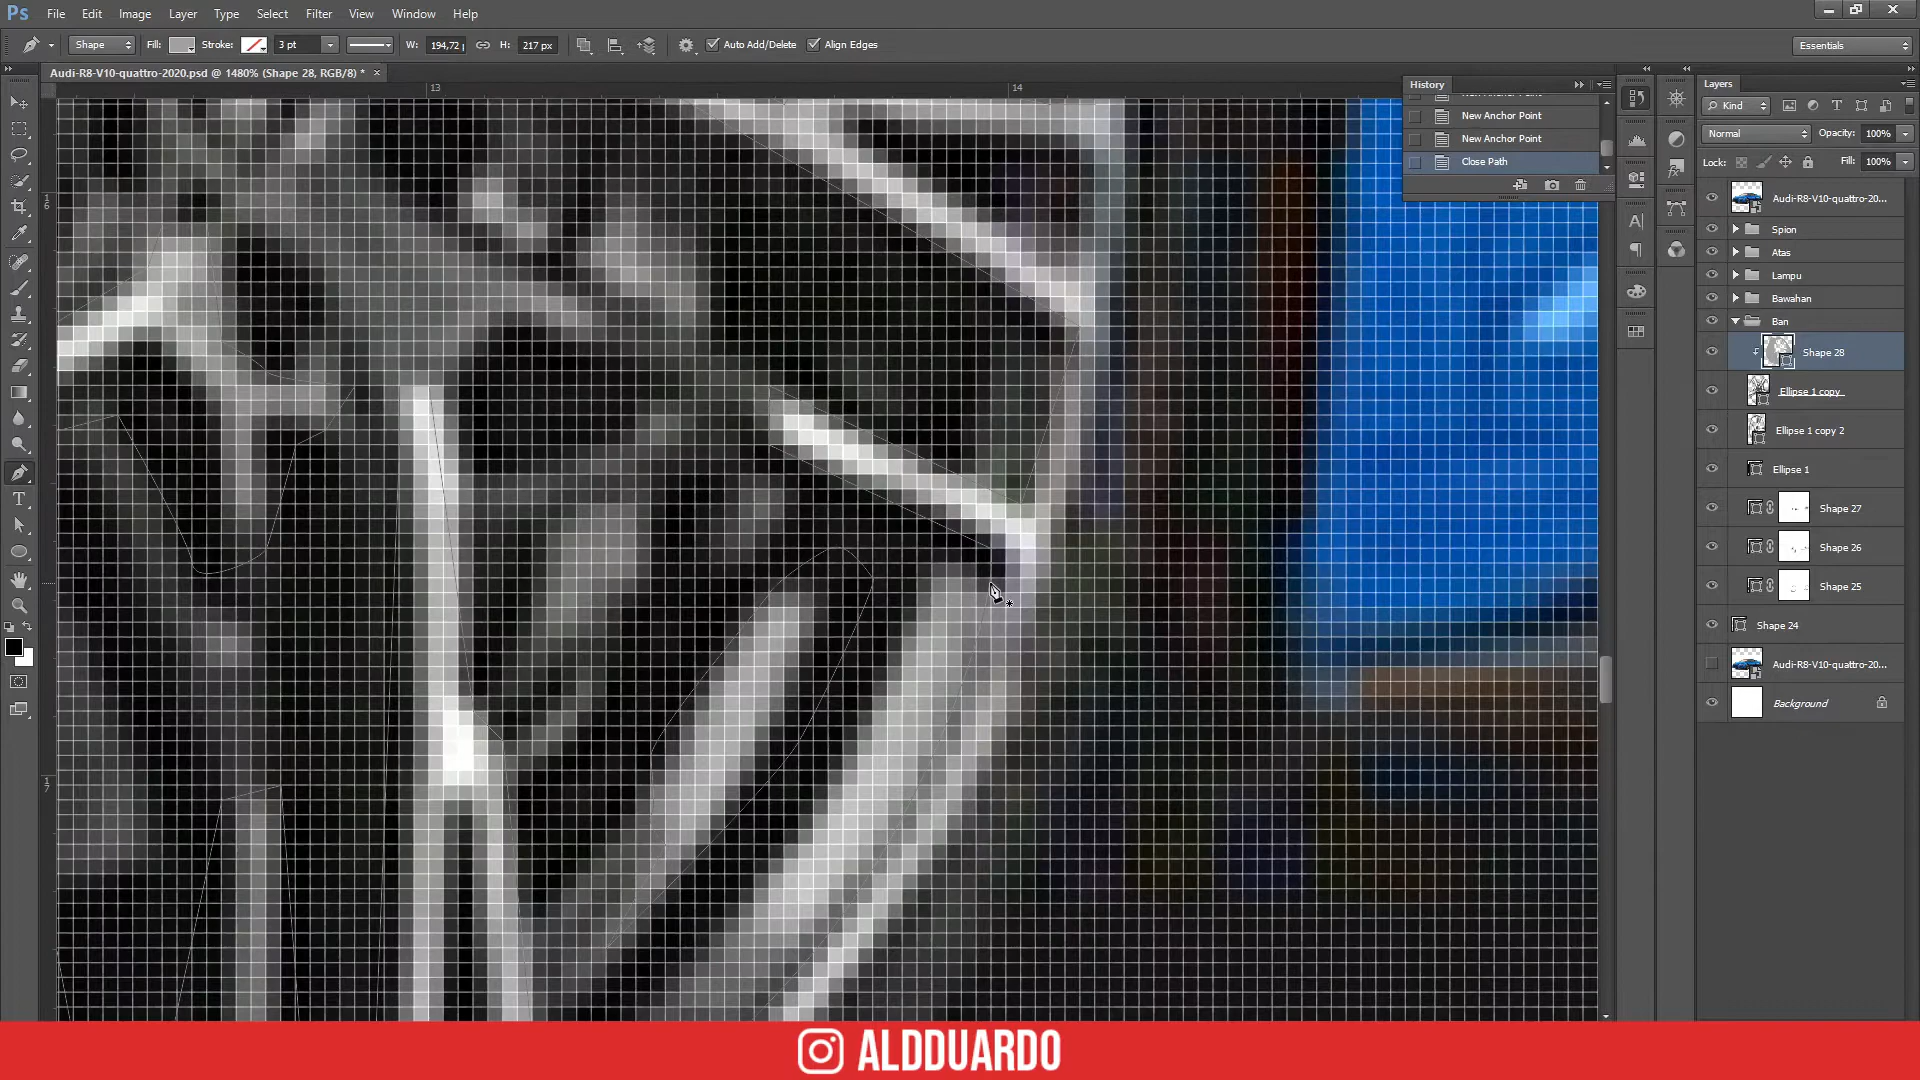 Ps File Edit Image Layer Type Select Filter View Window Help
Shape Fill: Stroke: 3 pt W: 194,72 H: 217 px Auto Add/Delete Align Edges Essentials
Audi-R8-V10-quattro-2020.psd @ 1480% (Shape 28, RGB/8) * ×
13 14
16
17
History
New Anchor Point
New Anchor Point
Close Path
Layers
Kind
Normal Opacity: 100%
Lock: Fill: 100%
Audi-R8-V10-quattro-20...
Spion
Atas
Lampu
Bawahan
Ban
Shape 28
Ellipse 1 copy
Ellipse 1 copy 2
Ellipse 1
Shape 27
Shape 26
Shape 25
Shape 24
Audi-R8-V10-quattro-20...
Background
ALDDUARDO